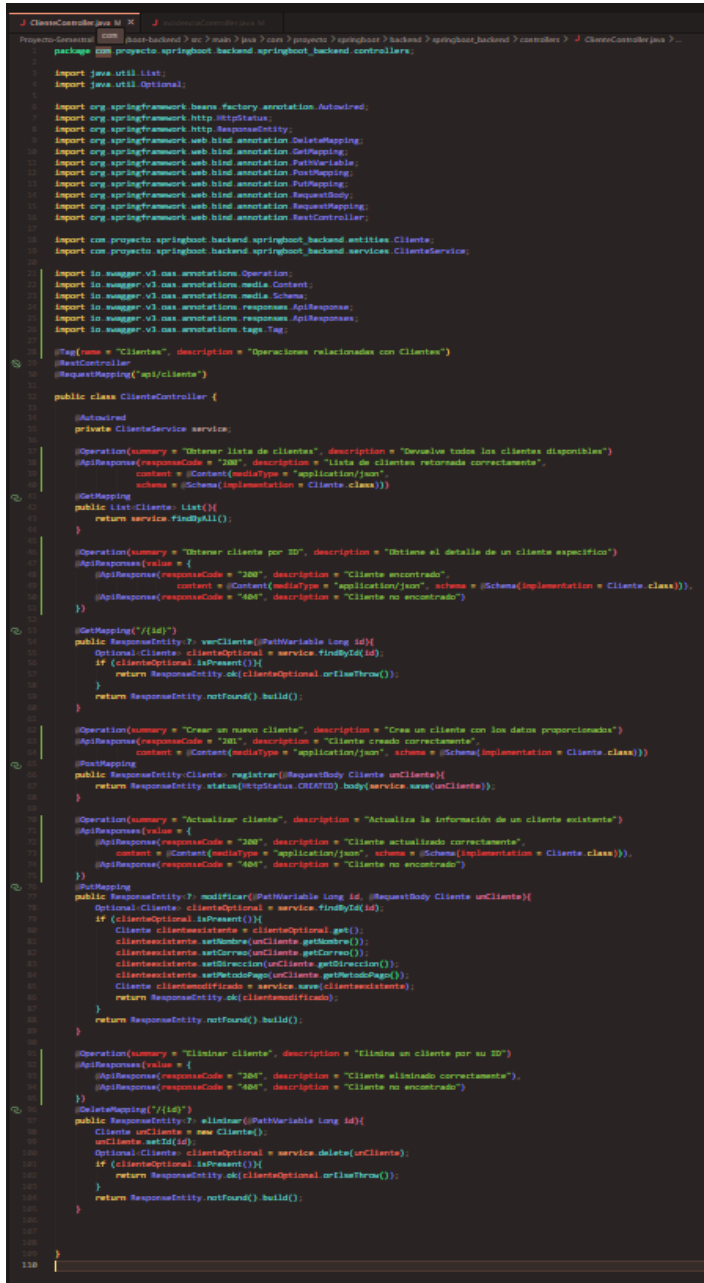 ClienteController.java M ×
IncidenciaController.java M
Proyecto-Semestral com /boot-backend > src > main > java > com > proyecto > springboot > backend > springboot_backend > controllers > ClienteController.java > ...
package com.proyecto.springboot.backend.springboot_backend.controllers;
import java.util.List;
import java.util.Optional;
import org.springframework.beans.factory.annotation.Autowired;
import org.springframework.http.HttpStatus;
import org.springframework.http.ResponseEntity;
import org.springframework.web.bind.annotation.DeleteMapping;
import org.springframework.web.bind.annotation.GetMapping;
import org.springframework.web.bind.annotation.PathVariable;
import org.springframework.web.bind.annotation.PostMapping;
import org.springframework.web.bind.annotation.PutMapping;
import org.springframework.web.bind.annotation.RequestBody;
import org.springframework.web.bind.annotation.RequestMapping;
import org.springframework.web.bind.annotation.RestController;
import com.proyecto.springboot.backend.springboot_backend.entities.Cliente;
import com.proyecto.springboot.backend.springboot_backend.services.ClienteService;
import io.swagger.v3.oas.annotations.Operation;
import io.swagger.v3.oas.annotations.media.Content;
import io.swagger.v3.oas.annotations.media.Schema;
import io.swagger.v3.oas.annotations.responses.ApiResponse;
import io.swagger.v3.oas.annotations.responses.ApiResponses;
import io.swagger.v3.oas.annotations.tags.Tag;
@Tag(name = "Clientes", description = "Operaciones relacionadas con Clientes")
@RestController
@RequestMapping("api/cliente")
public class ClienteController {
@Autowired
private ClienteService service;
@Operation(summary = "Obtener lista de clientes", description = "Devuelve todos los clientes disponibles")
@ApiResponse(responseCode = "200", description = "Lista de clientes retornada correctamente",
content = @Content(mediaType = "application/json",
schema = @Schema(implementation = Cliente.class)))
@GetMapping
public List<Cliente> List(){
return service.findByAll();
}
@Operation(summary = "Obtener cliente por ID", description = "Obtiene el detalle de un cliente específico")
@ApiResponses(value = {
@ApiResponse(responseCode = "200", description = "Cliente encontrado",
content = @Content(mediaType = "application/json", schema = @Schema(implementation = Cliente.class))),
@ApiResponse(responseCode = "404", description = "Cliente no encontrado")
})
@GetMapping("/{id}")
public ResponseEntity<?> verCliente(@PathVariable Long id){
Optional<Cliente> clienteOptional = service.findById(id);
if (clienteOptional.isPresent()){
return ResponseEntity.ok(clienteOptional.orElseThrow());
}
return ResponseEntity.notFound().build();
}
@Operation(summary = "Crear un nuevo cliente", description = "Crea un cliente con los datos proporcionados")
@ApiResponse(responseCode = "201", description = "Cliente creado correctamente",
content = @Content(mediaType = "application/json", schema = @Schema(implementation = Cliente.class)))
@PostMapping
public ResponseEntity<Cliente> registrar(@RequestBody Cliente unCliente){
return ResponseEntity.status(HttpStatus.CREATED).body(service.save(unCliente));
}
@Operation(summary = "Actualizar cliente", description = "Actualiza la información de un cliente existente")
@ApiResponses(value = {
@ApiResponse(responseCode = "200", description = "Cliente actualizado correctamente",
content = @Content(mediaType = "application/json", schema = @Schema(implementation = Cliente.class))),
@ApiResponse(responseCode = "404", description = "Cliente no encontrado")
})
@PutMapping
public ResponseEntity<?> modificar(@PathVariable Long id, @RequestBody Cliente unCliente){
Optional<Cliente> clienteOptional = service.findById(id);
if (clienteOptional.isPresent()){
Cliente clienteexistente = clienteOptional.get();
clienteexistente.setNombre(unCliente.getNombre());
clienteexistente.setCorreo(unCliente.getCorreo());
clienteexistente.setDireccion(unCliente.getDireccion());
clienteexistente.setMetodoPago(unCliente.getMetodoPago());
Cliente clientemodificado = service.save(clienteexistente);
return ResponseEntity.ok(clientemodificado);
}
return ResponseEntity.notFound().build();
}
@Operation(summary = "Eliminar cliente", description = "Elimina un cliente por su ID")
@ApiResponses(value = {
@ApiResponse(responseCode = "204", description = "Cliente eliminado correctamente"),
@ApiResponse(responseCode = "404", description = "Cliente no encontrado")
})
@DeleteMapping("/{id}")
public ResponseEntity<?> eliminar(@PathVariable Long id){
Cliente unCliente = new Cliente();
unCliente.setId(id);
Optional<Cliente> clienteOptional = service.delete(unCliente);
if (clienteOptional.isPresent()){
return ResponseEntity.ok(clienteOptional.orElseThrow());
}
return ResponseEntity.notFound().build();
}
}
110